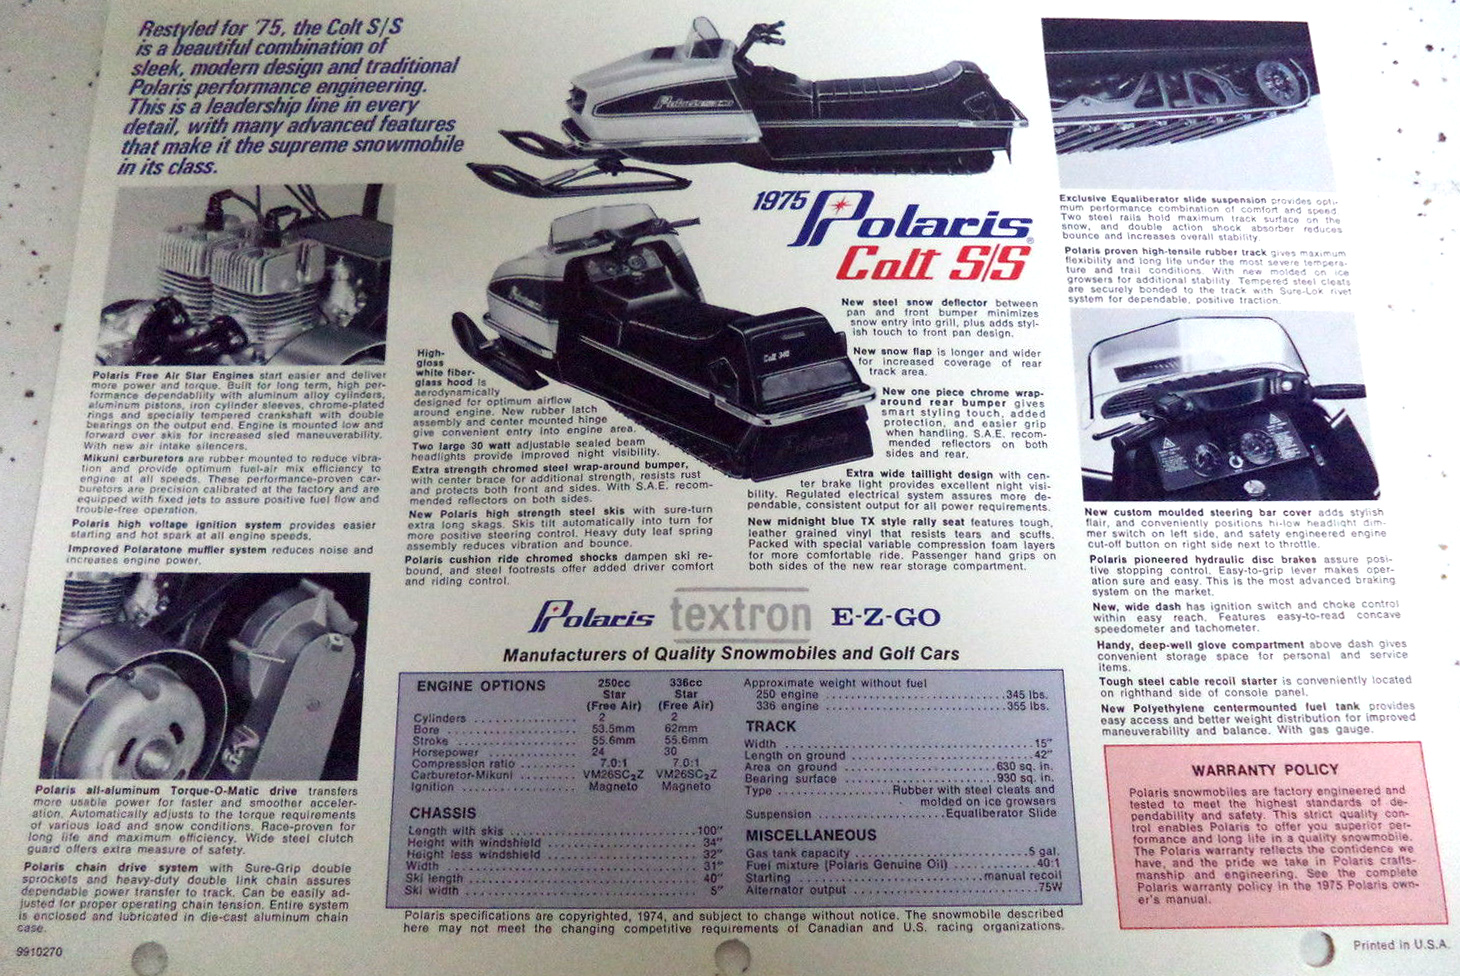 Restyled for '75, the Colt S/S
is a beautiful combination of
sleek, modern design and traditional
Polaris performance engineering.
This is a leadership line in every
detail, with many advanced features
that make it the supreme snowmobile
in its class.
Polaris Free Air Star Engines start easier and deliver
more power and torque. Built for long term, high per-
formance dependability with aluminum alloy cylinders,
aluminum pistons, iron cylinder sleeves, chrome-plated
rings and specially tempered crankshaft with double
bearings on the output end. Engine is mounted low and
forward over skis for increased sled maneuverability.
With new air intake silencers.
Mikuni carburetors are rubber mounted to reduce vibra-
tion and provide optimum fuel-air mix efficiency to
engine at all speeds. These performance-proven car-
buretors are precision calibrated at the factory and are
equipped with fixed jets to assure positive fuel flow and
trouble-free operation.
Polaris high voltage ignition system provides easier
starting and hot spark at all engine speeds.
Improved Polaratone muffler system reduces noise and
increases engine power.
Polaris all-aluminum Torque-O-Matic drive transfers
more usable power for faster and smoother acceler-
ation. Automatically adjusts to the torque requirements
of various load and snow conditions. Race-proven for
long life and maximum efficiency. Wide steel clutch
guard offers extra measure of safety.
Polaris chain drive system with Sure-Grip double
sprockets and heavy-duty double link chain assures
dependable power transfer to track. Can be easily ad-
justed for proper operating chain tension. Entire system
is enclosed and lubricated in die-cast aluminum chain
case.
9910270
Polaris
1975 Polaris®
Colt S/S
Colt 340
High-
gloss
white fiber-
glass hood is
aerodynamically
designed for optimum airflow
around engine. New rubber latch
assembly and center mounted hinge
give convenient entry into engine area.
Two large 30 watt adjustable sealed beam
headlights provide improved night visibility.
Extra strength chromed steel wrap-around bumper,
with center brace for additional strength, resists rust
and protects both front and sides. With S.A.E. recom-
mended reflectors on both sides.
New Polaris high strength steel skis with sure-turn
extra long skags. Skis tilt automatically into turn for
more positive steering control. Heavy duty leaf spring
assembly reduces vibration and bounce.
Polaris cushion ride chromed shocks dampen ski re-
bound, and steel footrests offer added driver comfort
and riding control.
New steel snow deflector between
pan and front bumper minimizes
snow entry into grill, plus adds styl-
ish touch to front pan design.
New snow flap is longer and wider
for increased coverage of rear
track area.
New one piece chrome wrap-
around rear bumper gives
smart styling touch, added
protection, and easier grip
when handling. S.A.E. recom-
mended reflectors on both
sides and rear.
Extra wide taillight design with cen-
ter brake light provides excellent night visi-
bility. Regulated electrical system assures more de-
pendable, consistent output for all power requirements.
New midnight blue TX style rally seat features tough,
leather grained vinyl that resists tears and scuffs.
Packed with special variable compression foam layers
for more comfortable ride. Passenger hand grips on
both sides of the new rear storage compartment.
Polaris textron E-Z-GO
Manufacturers of Quality Snowmobiles and Golf Cars
ENGINE OPTIONS 250cc 336cc
Star Star
(Free Air) (Free Air)
Cylinders 2 2
Bore 53.5mm 62mm
Stroke 55.6mm 55.6mm
Horsepower 24 30
Compression ratio 7.0:1 7.0:1
Carburetor-Mikuni VM26SC2Z VM26SC2Z
Ignition Magneto Magneto
CHASSIS
Length with skis 100"
Height with windshield 34"
Height less windshield 32"
Width 31"
Ski length 40"
Ski width 5"
Approximate weight without fuel
250 engine 345 lbs.
336 engine 355 lbs.
TRACK
Width 15"
Length on ground 42"
Area on ground 630 sq. in.
Bearing surface 930 sq. in.
Type Rubber with steel cleats and
molded on ice growsers
Suspension Equaliberator Slide
MISCELLANEOUS
Gas tank capacity 5 gal.
Fuel mixture (Polaris Genuine Oil) 40:1
Starting manual recoil
Alternator output 75W
Polaris specifications are copyrighted, 1974, and subject to change without notice. The snowmobile described
here may not meet the changing competitive requirements of Canadian and U.S. racing organizations.
Exclusive Equaliberator slide suspension provides opti-
mum performance combination of comfort and speed.
Two steel rails hold maximum track surface on the
snow, and double action shock absorber reduces
bounce and increases overall stability.
Polaris proven high-tensile rubber track gives maximum
flexibility and long life under the most severe tempera-
ture and trail conditions. With new molded on ice
growsers for additional stability. Tempered steel cleats
are securely bonded to the track with Sure-Lok rivet
system for dependable, positive traction.
New custom moulded steering bar cover adds stylish
flair, and conveniently positions hi-low headlight dim-
mer switch on left side, and safety engineered engine
cut-off button on right side next to throttle.
Polaris pioneered hydraulic disc brakes assure posi-
tive stopping control. Easy-to-grip lever makes oper-
ation sure and easy. This is the most advanced braking
system on the market.
New, wide dash has ignition switch and choke control
within easy reach. Features easy-to-read concave
speedometer and tachometer.
Handy, deep-well glove compartment above dash gives
convenient storage space for personal and service
items.
Tough steel cable recoil starter is conveniently located
on righthand side of console panel.
New Polyethylene centermounted fuel tank provides
easy access and better weight distribution for improved
maneuverability and balance. With gas gauge.
WARRANTY POLICY
Polaris snowmobiles are factory engineered and
tested to meet the highest standards of de-
pendability and safety. This strict quality con-
trol enables Polaris to offer you superior per-
formance and long life in a quality snowmobile.
The Polaris warranty reflects the confidence we
have, and the pride we take in Polaris crafts-
manship and engineering. See the complete
Polaris warranty policy in the 1975 Polaris own-
er's manual.
Printed in U.S.A.